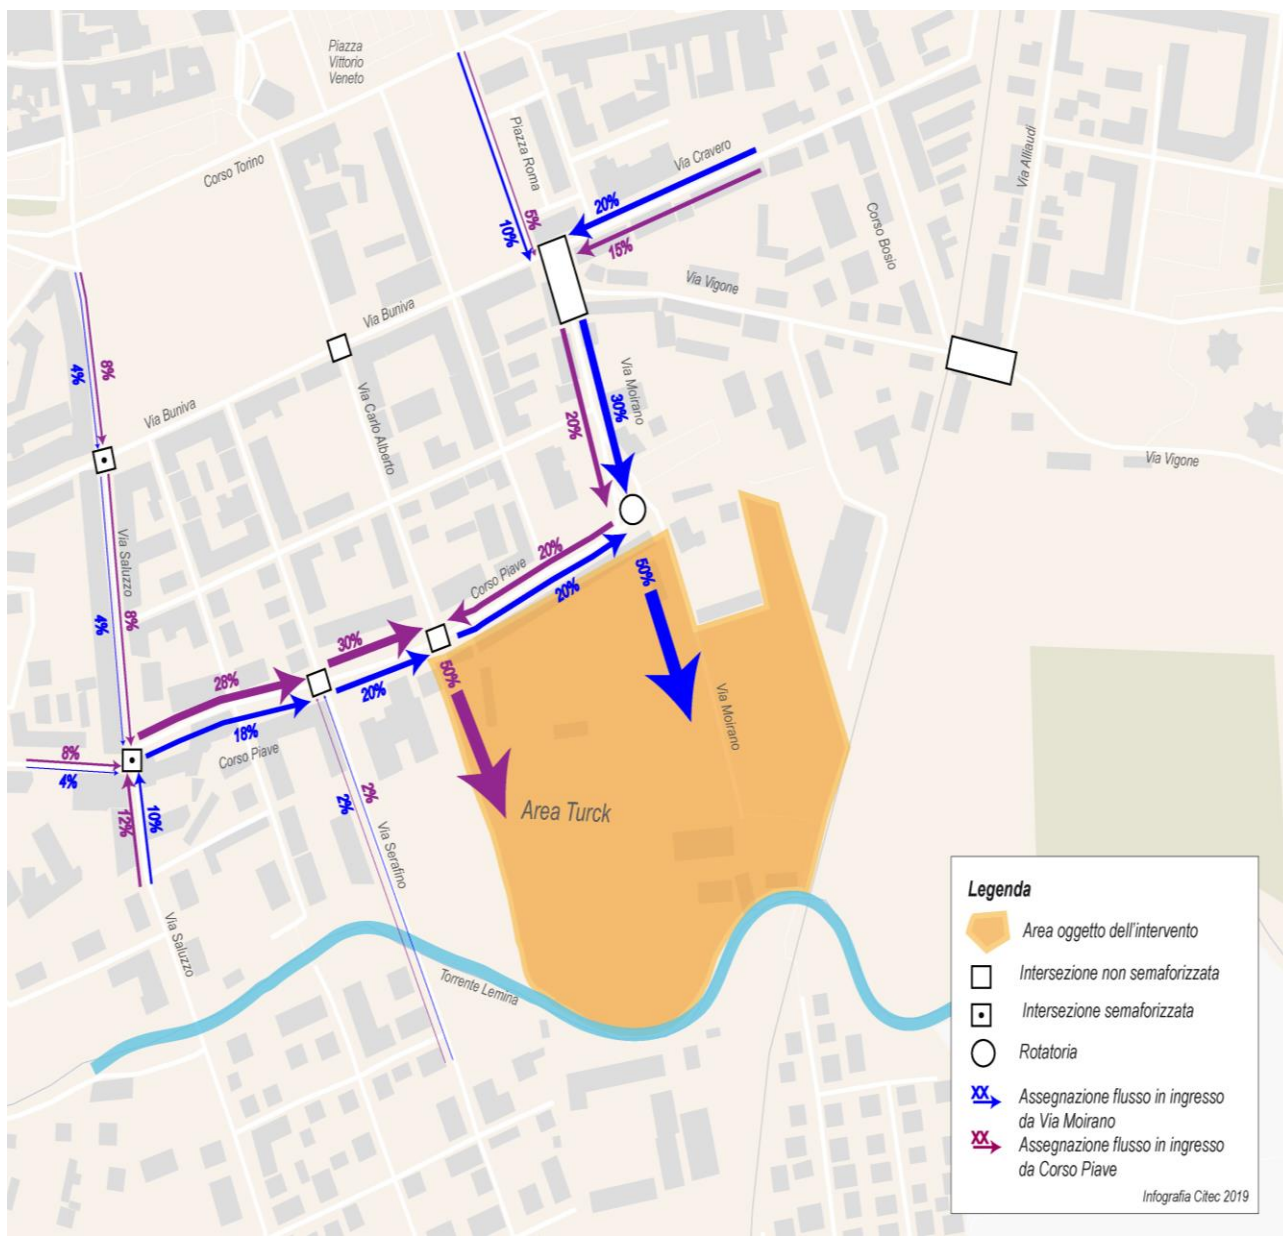 Piazza
Vittorio
Veneto
Corso Torino
Piazza Roma
Via Cravero
Via Alliaudi
20%
5%
10%
15%
Corso Bosio
Via Vigone
Via Buniva
8%
4%
Via Moirano
30%
20%
Via Carlo Alberto
Via Buniva
Via Vigone
Via Saluzzo
20%
Corso Piave
20%
50%
4%
8%
30%
50%
28%
20%
18%
Via Moirano
Corso Piave
8%
4%
12%
10%
2%
2%
Via Serafino
Area Turck
Via Saluzzo
Torrente Lemina
Legenda
Area oggetto dell'intervento
Intersezione non semaforizzata
Intersezione semaforizzata
Rotatoria
XX
Assegnazione flusso in ingresso
da Via Moirano
XX
Assegnazione flusso in ingresso
da Corso Piave
Infografia Citec 2019